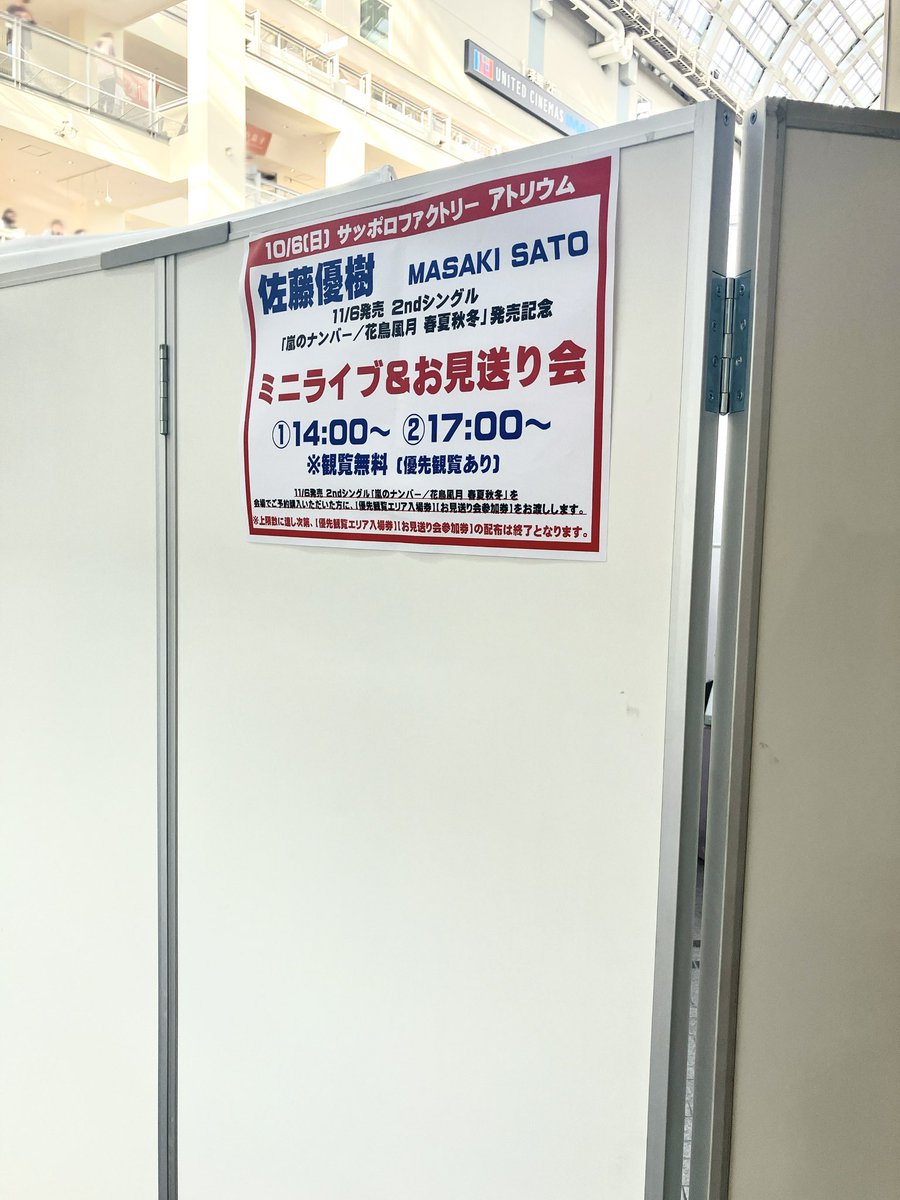 UNITED CINEMAS
10/6(日) サッポロファクトリー アトリウム
佐藤優樹 MASAKI SATO
11/6発売 2ndシングル
「嵐のナンバー／花鳥風月 春夏秋冬」発売記念
ミニライブ&お見送り会
①14:00〜 ②17:00〜
※観覧無料(優先観覧あり)
11/6発売 2ndシングル「嵐のナンバー／花鳥風月 春夏秋冬」を
会場でご予約購入いただいた方に、【優先観覧エリア入場券】【お見送り会参加券】をお渡しします。
※上限数に達し次第、【優先観覧エリア入場券】【お見送り会参加券】の配布は終了となります。